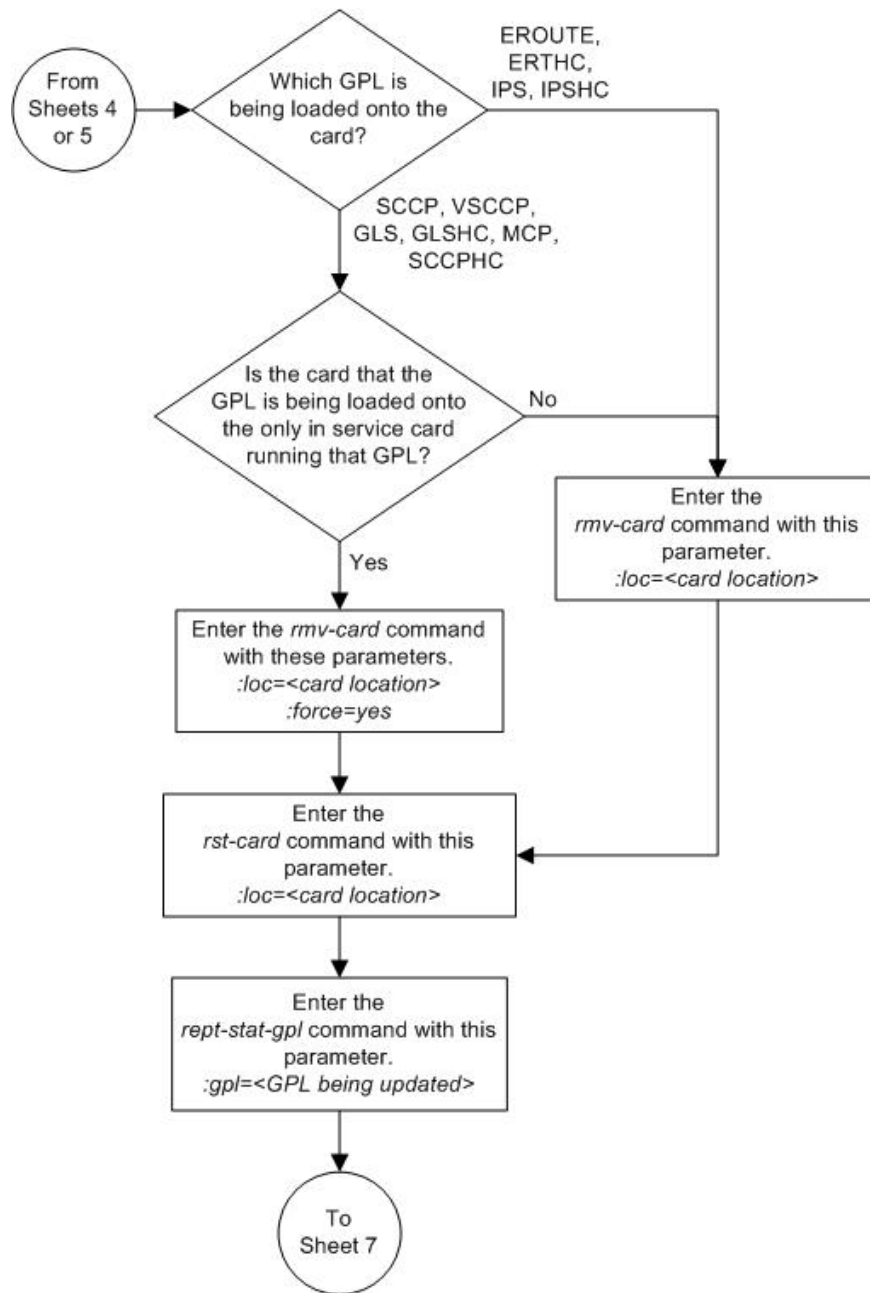 From
Sheets 4
or 5
Which GPL is
being loaded onto the
card?
EROUTE,
ERTHC,
IPS, IPSHC
SCCP, VSCCP,
GLS, GLSHC, MCP,
SCCPHC
Is the card that the
GPL is being loaded onto
the only in service card
running that GPL?
No
Yes
Enter the
rmv-card command with this
parameter.
:loc=<card location>
Enter the rmv-card command
with these parameters.
:loc=<card location>
:force=yes
Enter the
rst-card command with this
parameter.
:loc=<card location>
Enter the
rept-stat-gpl command with this
parameter.
:gpl=<GPL being updated>
To
Sheet 7